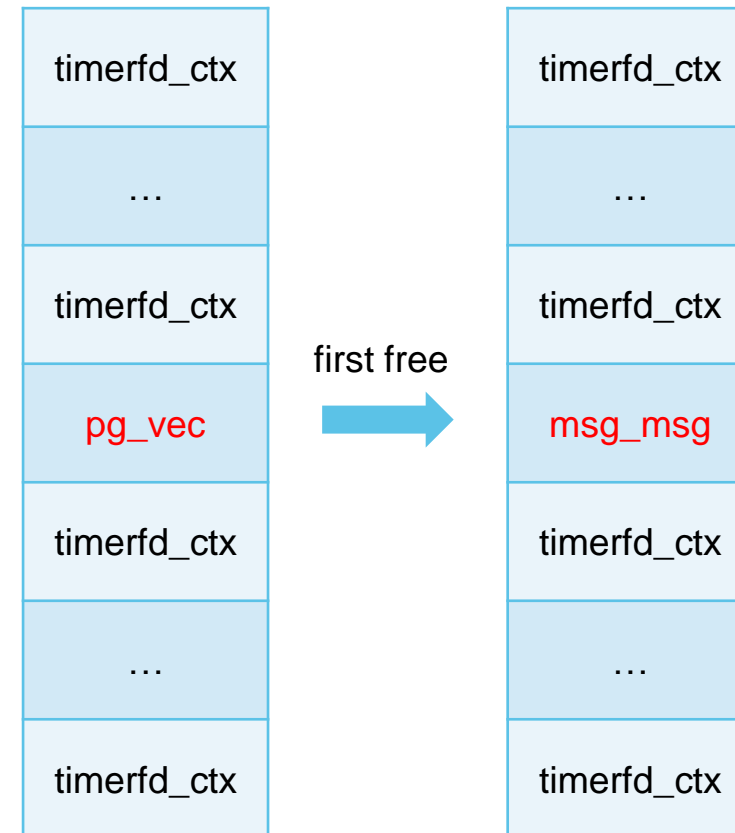 timerfd_ctx
…
timerfd_ctx
pg_vec
timerfd_ctx
…
timerfd_ctx
first free
timerfd_ctx
…
timerfd_ctx
msg_msg
timerfd_ctx
…
timerfd_ctx